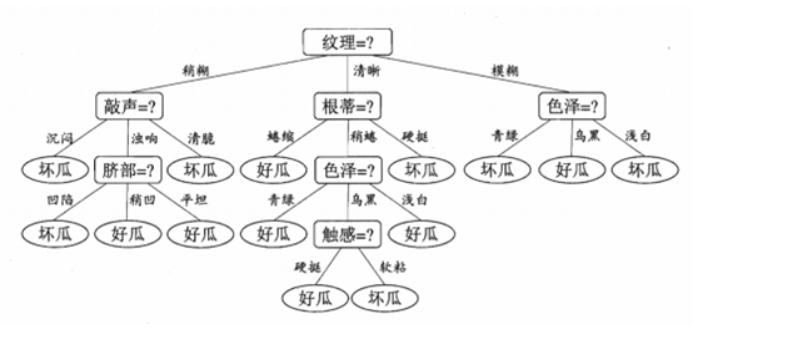 纹理=?
稍糊 清晰 模糊
敲声=? 根蒂=? 色泽=?
沉闷 浊响 清脆 蜷缩 稍蜷 硬挺 青绿 乌黑 浅白
坏瓜 脐部=? 坏瓜 好瓜 色泽=? 坏瓜 坏瓜 好瓜 坏瓜
凹陷 稍凹 平坦 青绿 乌黑 浅白
坏瓜 好瓜 好瓜 好瓜 触感=? 好瓜
硬挺 软粘
好瓜 坏瓜